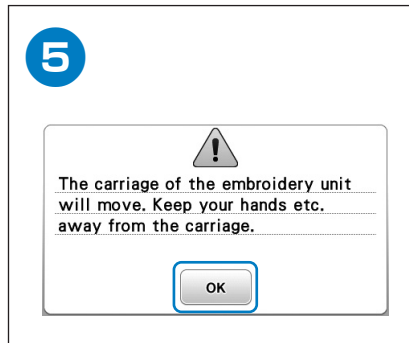 5
The carriage of the embroidery unit
will move. Keep your hands etc.
away from the carriage.
OK